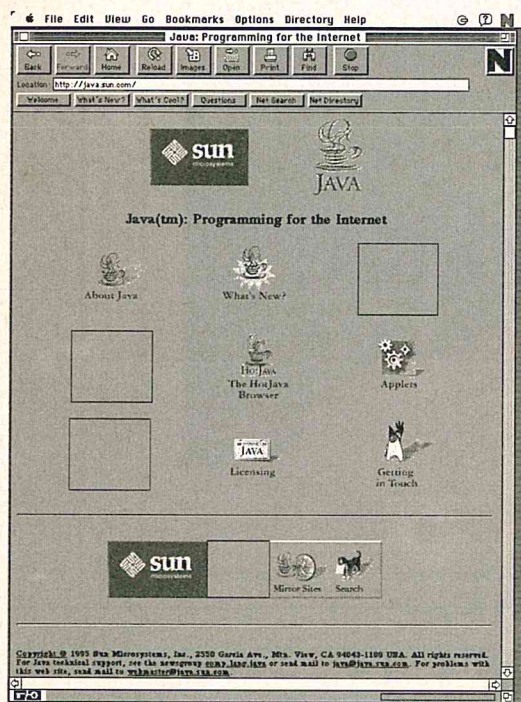 File Edit View Go Bookmarks Options Directory Help
Java: Programming for the Internet
Back Forward Home Reload Images Open Print Find Stop
N
Location: http://java.sun.com/
Welcome What's New? What's Cool? Questions Net Search Net Directory
sun
microsystems
JAVA
Java(tm): Programming for the Internet
About Java What's New?
HotJava
The HotJava
Browser
Applets
JAVA
Licensing
Getting
in Touch
sun
microsystems
Mirror Sites Search
Copyright © 1995 Sun Microsystems, Inc., 2550 Garcia Ave., Mtn. View, CA 94043-1100 USA. All rights reserved.
For Java technical support, see the newsgroup comp.lang.java or send mail to java@java.sun.com. For problems with
this web site, send mail to webmaster@java.sun.com.